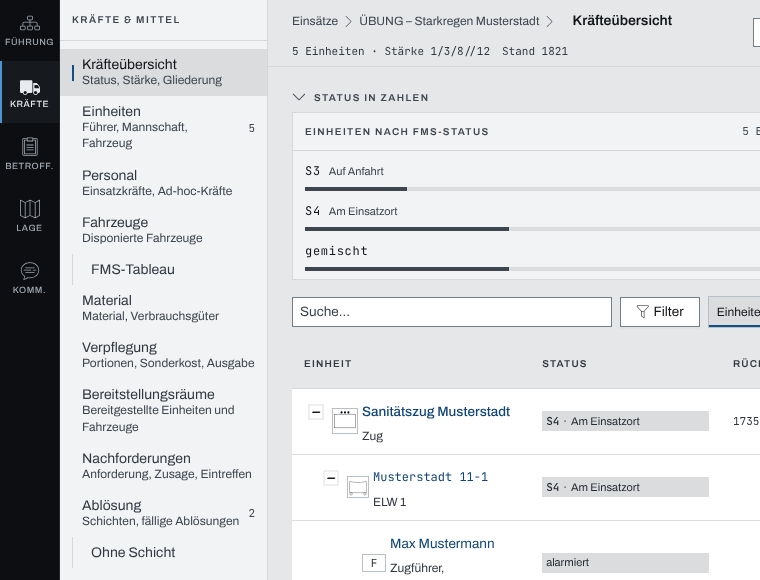 FÜHRUNG
KRÄFTE
BETROFF.
LAGE
KOMM.
KRÄFTE & MITTEL
Kräfteübersicht
Status, Stärke, Gliederung
Einheiten
Führer, Mannschaft,
Fahrzeug
5
Personal
Einsatzkräfte, Ad-hoc-Kräfte
Fahrzeuge
Disponierte Fahrzeuge
FMS-Tableau
Material
Material, Verbrauchsgüter
Verpflegung
Portionen, Sonderkost, Ausgabe
Bereitstellungsräume
Bereitgestellte Einheiten und
Fahrzeuge
Nachforderungen
Anforderung, Zusage, Eintreffen
Ablösung
Schichten, fällige Ablösungen
2
Ohne Schicht
Einsätze > ÜBUNG – Starkregen Musterstadt > Kräfteübersicht
5 Einheiten · Stärke 1/3/8//12 Stand 1821
STATUS IN ZAHLEN
EINHEITEN NACH FMS-STATUS 5 E
S3 Auf Anfahrt
S4 Am Einsatzort
gemischt
Suche...
Filter
Einheite
EINHEIT STATUS RÜC
Sanitätszug Musterstadt
Zug
S4 · Am Einsatzort
1735
Musterstadt 11-1
ELW 1
S4 · Am Einsatzort
F
Max Mustermann
Zugführer,
alarmiert